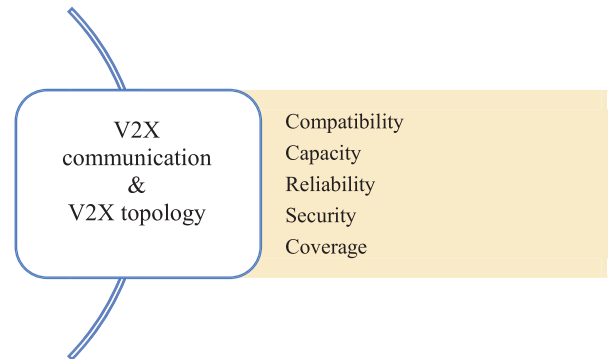 V2X
communication
&
V2X topology
Compatibility
Capacity
Reliability
Security
Coverage